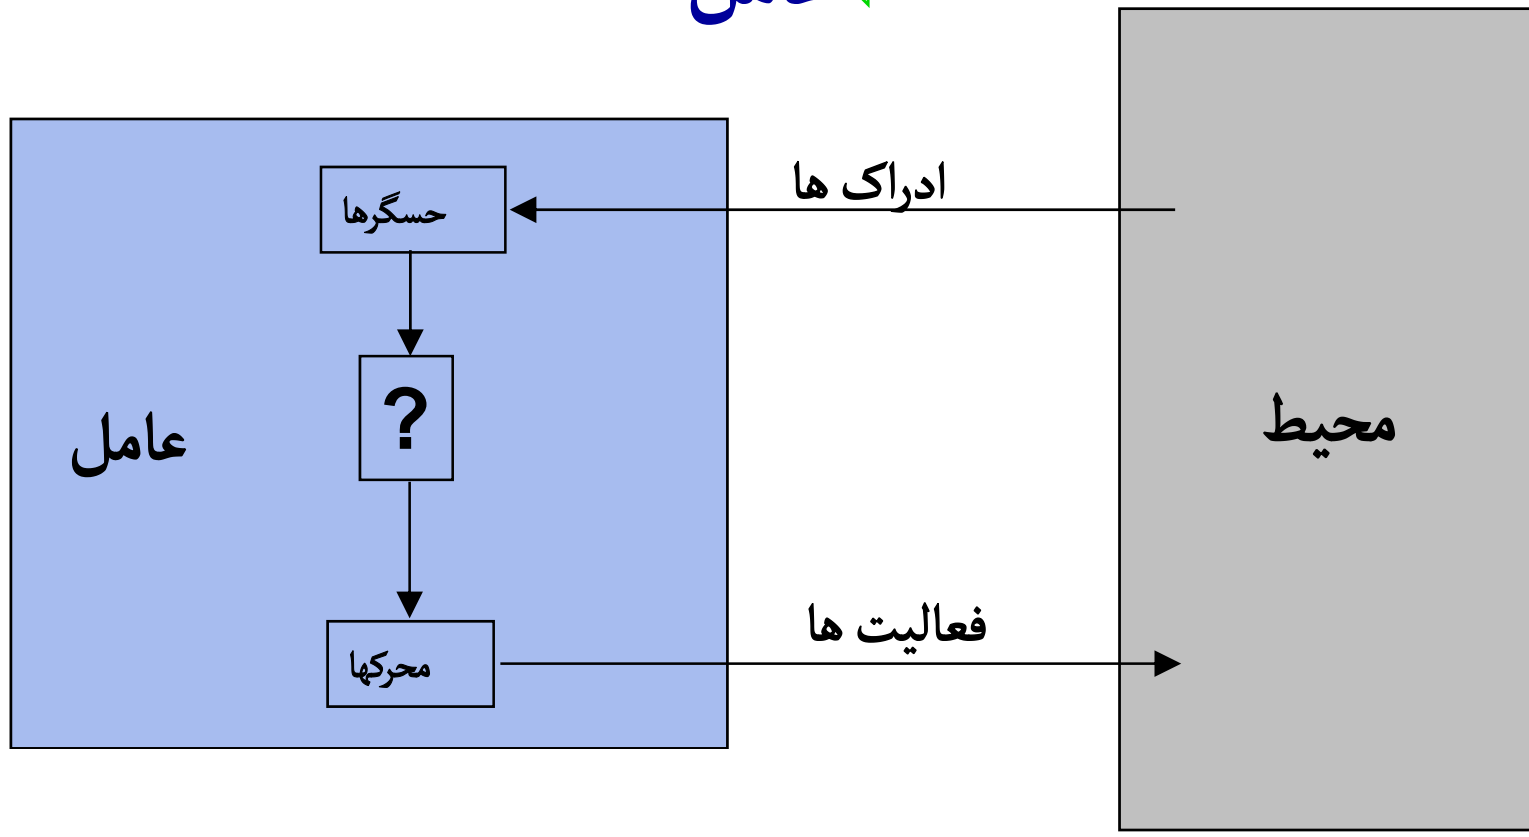 ادراک ها
حسگرها
?
عامل
محیط
فعالیت ها
محرکها